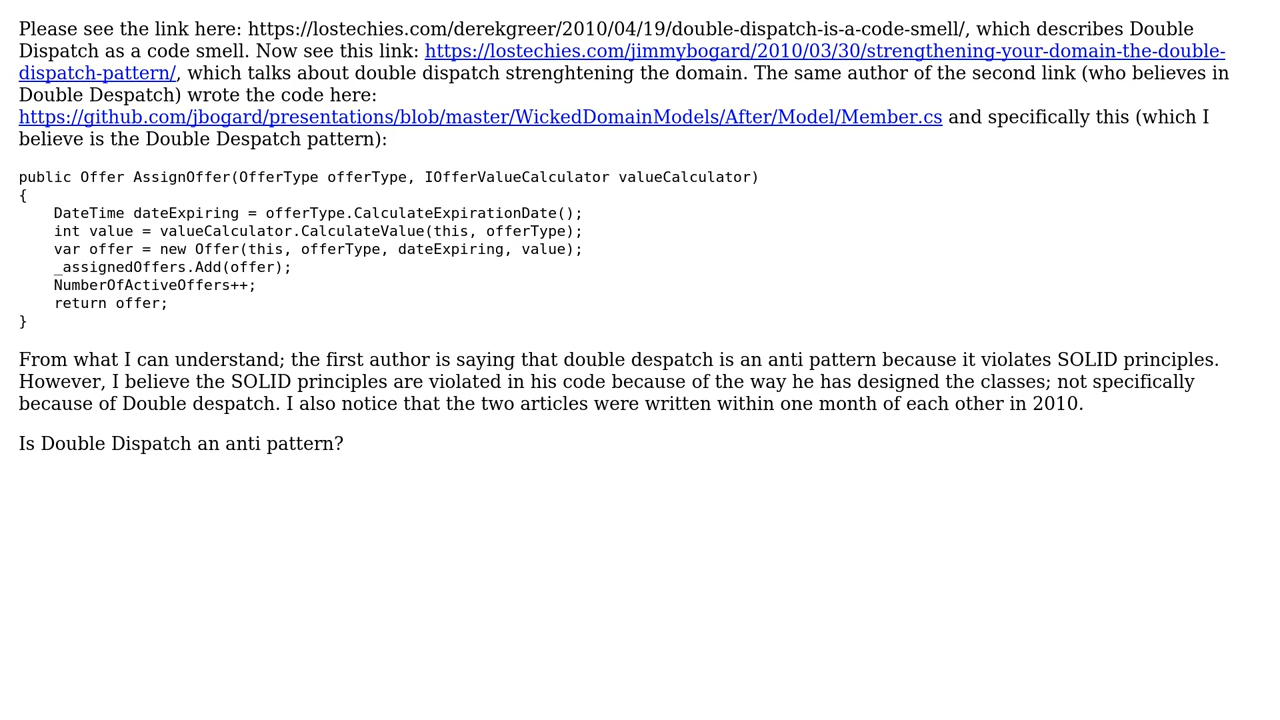 Please see the link here: https://lostechies.com/derekgreer/2010/04/19/double-dispatch-is-a-code-smell/, which describes Double
Dispatch as a code smell. Now see this link: https://lostechies.com/jimmybogard/2010/03/30/strengthening-your-domain-the-double-
dispatch-pattern/, which talks about double dispatch strenghtening the domain. The same author of the second link (who believes in
Double Despatch) wrote the code here:
https://github.com/jbogard/presentations/blob/master/WickedDomainModels/After/Model/Member.cs and specifically this (which I
believe is the Double Despatch pattern):
public Offer AssignOffer(OfferType offerType, IOfferValueCalculator valueCalculator)
{
    DateTime dateExpiring = offerType.CalculateExpirationDate();
    int value = valueCalculator.CalculateValue(this, offerType);
    var offer = new Offer(this, offerType, dateExpiring, value);
    _assignedOffers.Add(offer);
    NumberOfActiveOffers++;
    return offer;
}
From what I can understand; the first author is saying that double despatch is an anti pattern because it violates SOLID principles.
However, I believe the SOLID principles are violated in his code because of the way he has designed the classes; not specifically
because of Double despatch. I also notice that the two articles were written within one month of each other in 2010.
Is Double Dispatch an anti pattern?